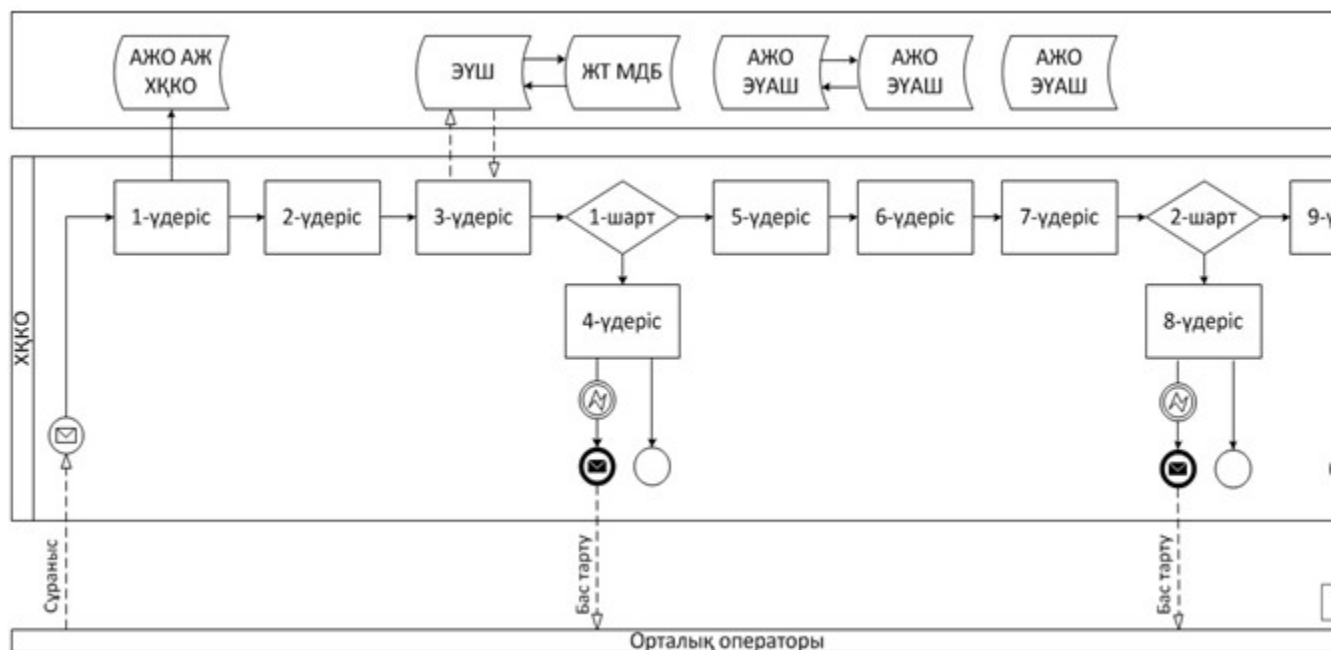 АЖО АЖ
ХҚКО
ЭҮШ
ЖТ МДБ
АЖО
ЭҮАШ
АЖО
ЭҮАШ
АЖО
ЭҮАШ
ХҚКО
1-үдеріс
2-үдеріс
3-үдеріс
1-шарт
5-үдеріс
6-үдеріс
7-үдеріс
2-шарт
9-ү
4-үдеріс
8-үдеріс
Сұраныс
Бас тарту
Бас тарту
Орталық операторы